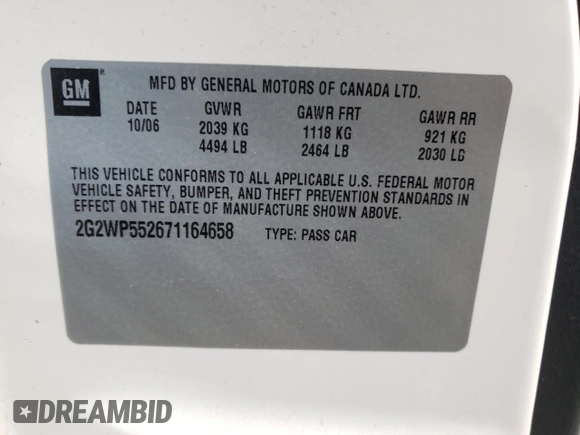 GM
MFD BY GENERAL MOTORS OF CANADA LTD.
DATE GVWR GAWR FRT GAWR RR
10/06 2039 KG 1118 KG 921 KG
4494 LB 2464 LB 2030 LB
THIS VEHICLE CONFORMS TO ALL APPLICABLE U.S. FEDERAL MOTOR
VEHICLE SAFETY, BUMPER, AND THEFT PREVENTION STANDARDS IN
EFFECT ON THE DATE OF MANUFACTURE SHOWN ABOVE.
2G2WP552671164658 TYPE: PASS CAR
DREAMBID